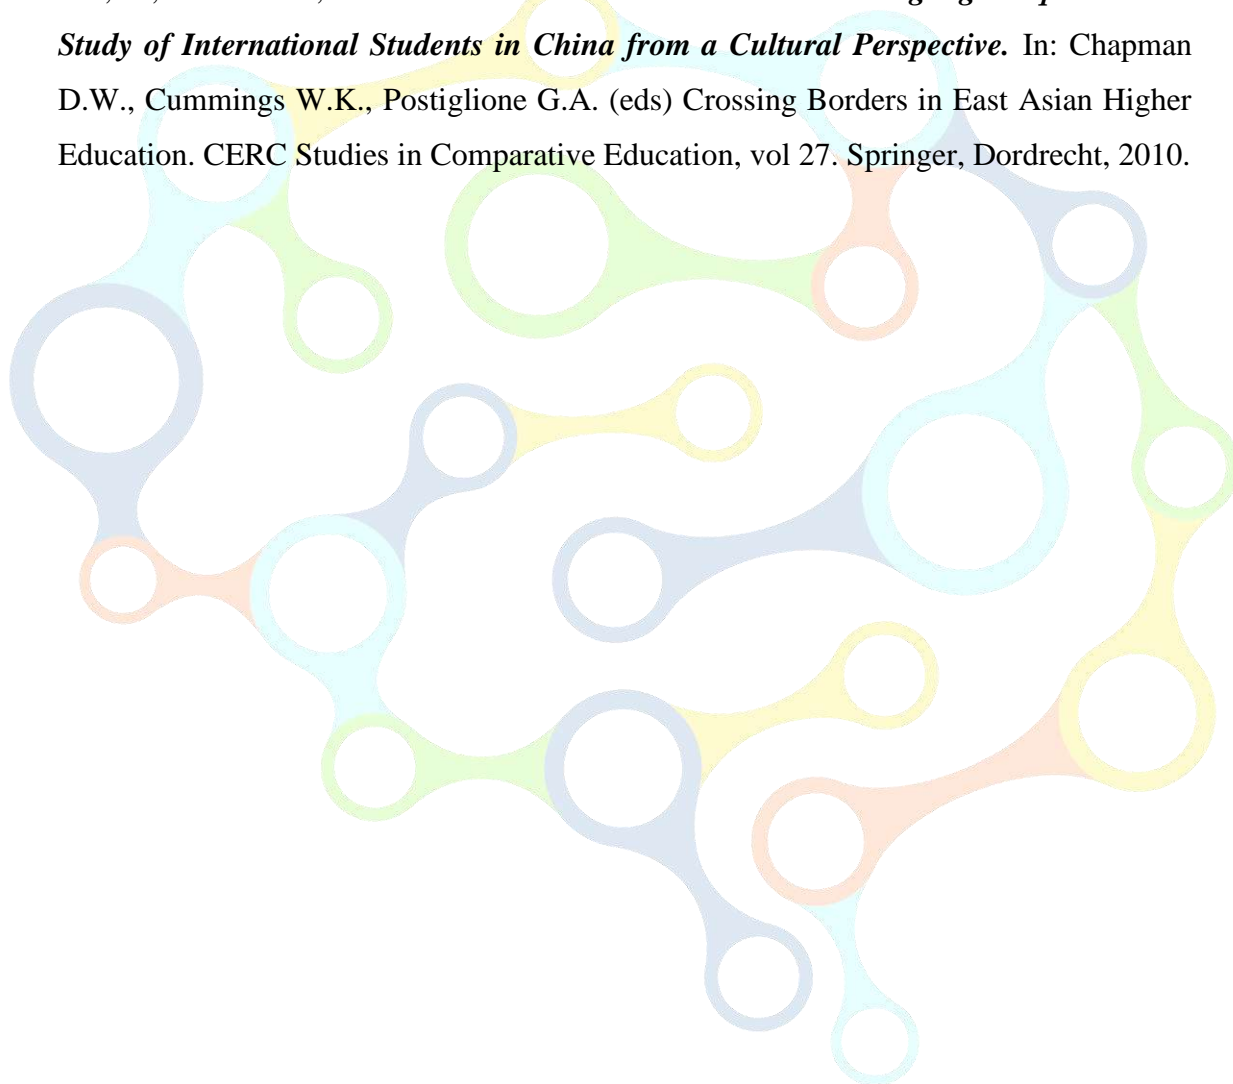 Study of International Students in China from a Cultural Perspective. In: Chapman
D.W., Cummings W.K., Postiglione G.A. (eds) Crossing Borders in East Asian Higher
Education. CERC Studies in Comparative Education, vol 27. Springer, Dordrecht, 2010.